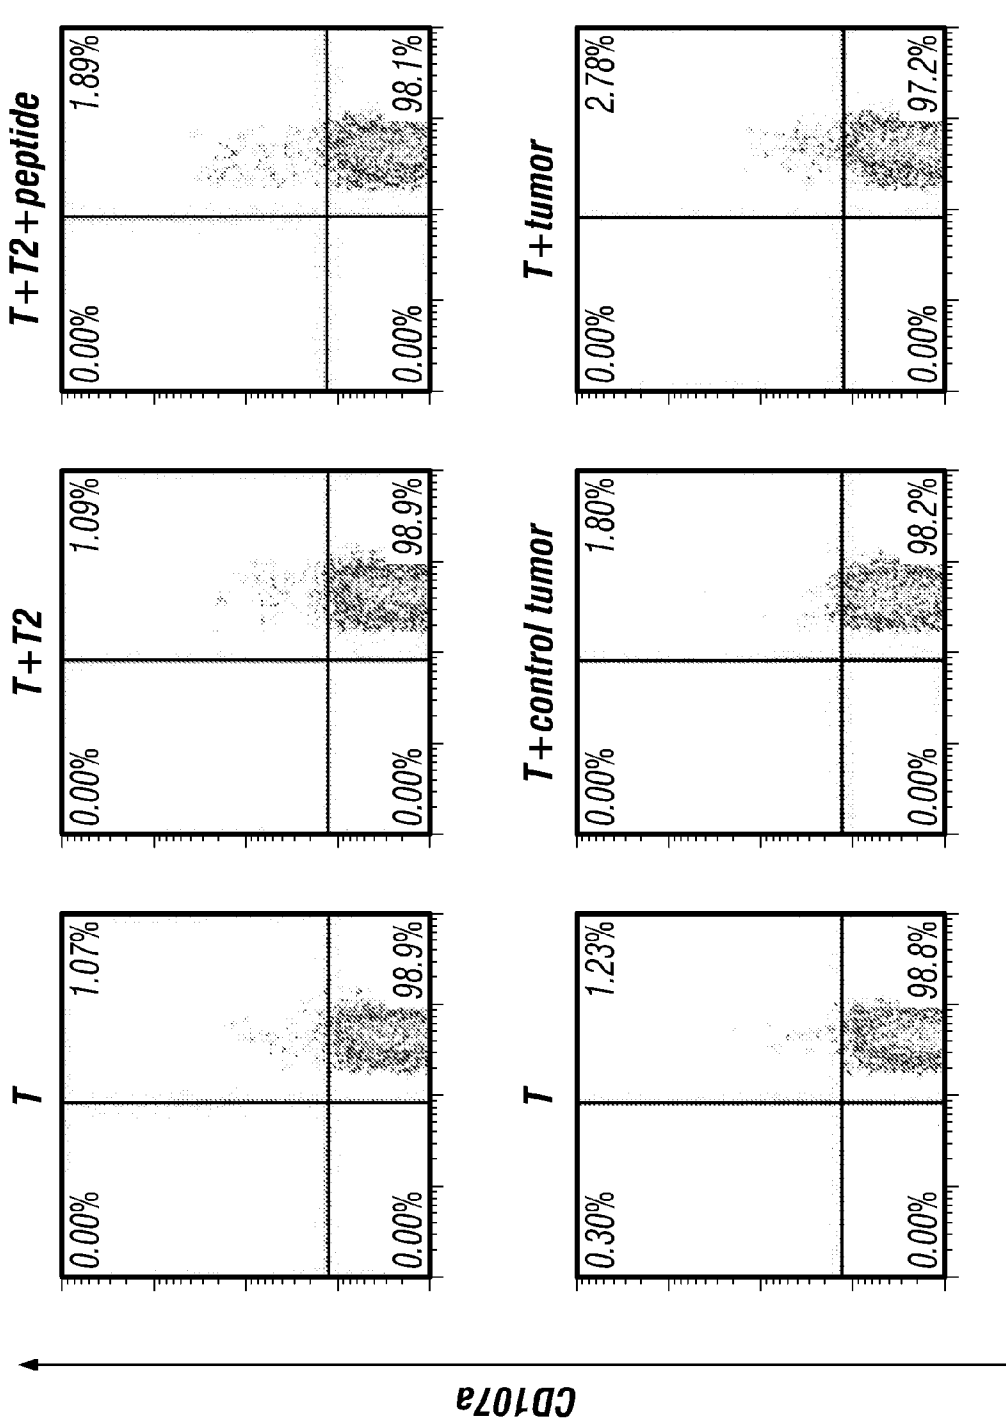 T
T+T2
T+T2+peptide
0.00% 1.07%
0.00% 1.09%
0.00% 1.89%
0.00% 98.9%
0.00% 98.9%
0.00% 98.1%
T
T+control tumor
T+tumor
0.30% 1.23%
0.00% 1.80%
0.00% 2.78%
0.00% 98.8%
0.00% 98.2%
0.00% 97.2%
CD107a